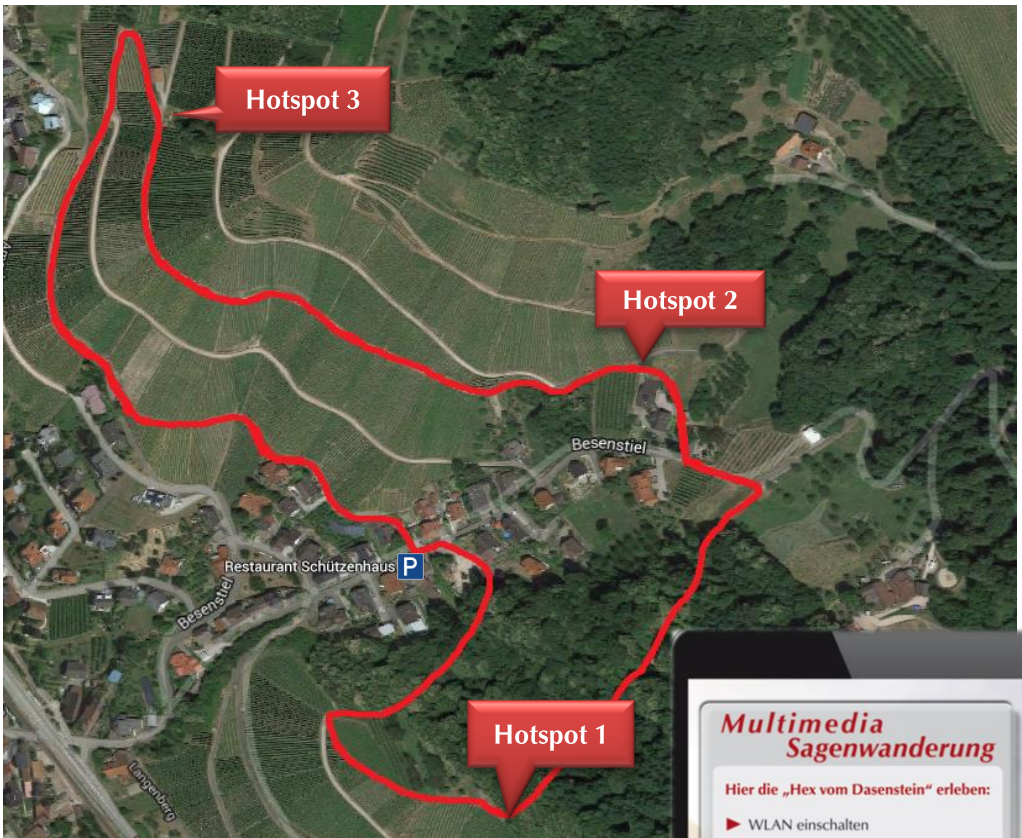 Hotspot 3
Hotspot 2
Besenstiel
Restaurant Schützenhaus P
Besenstiel
Hotspot 1
Langenberg
Multimedia
Sagenwanderung
Hier die „Hex vom Dasenstein“ erleben:
► WLAN einschalten